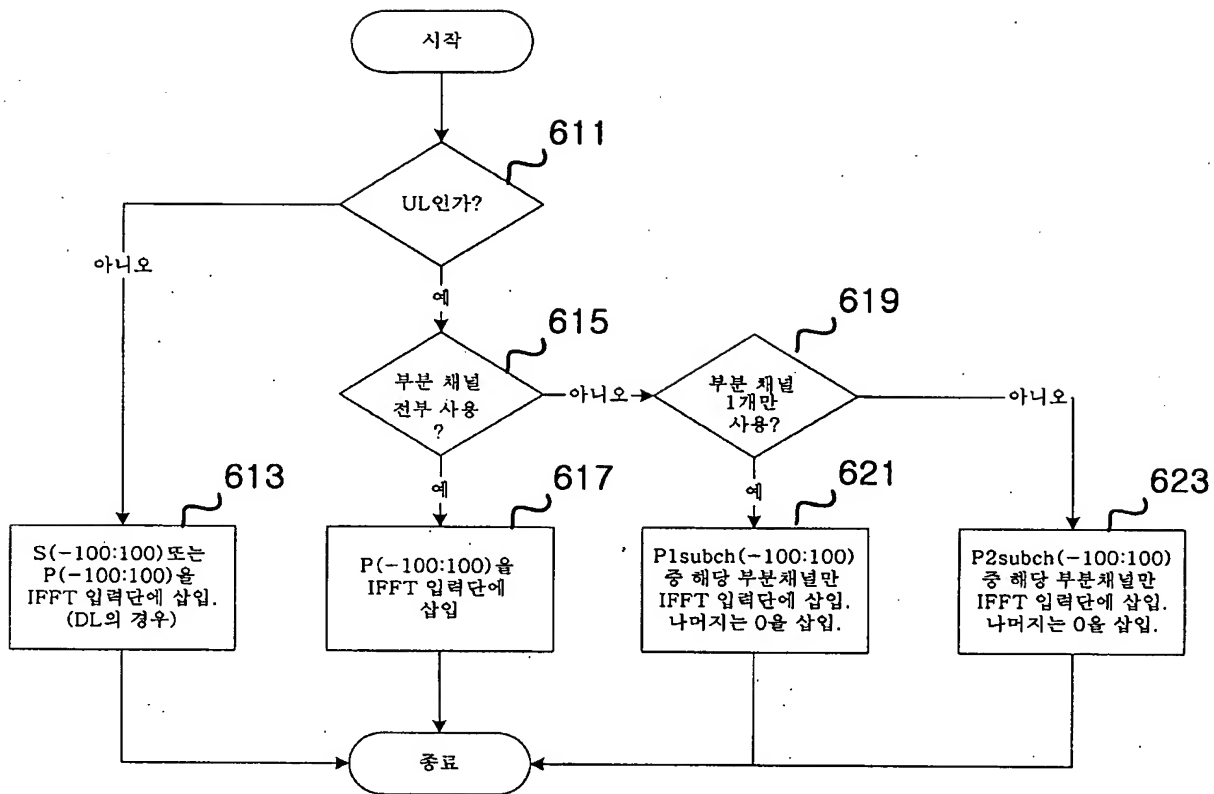 시작
611
UL인가?
아니오
예
615
619
부분 채널
전부 사용
?
아니오
부분 채널
1개만
사용?
아니오
예
예
613
617
621
623
S(-100:100)또는
P(-100:100)을
IFFT 입력단에 삽입.
(DL의 경우)
P(-100:100)을
IFFT 입력단에
삽입
P1subch(-100:100)
중 해당 부분채널만
IFFT 입력단에 삽입.
나머지는 0을 삽입.
P2subch(-100:100)
중 해당 부분채널만
IFFT 입력단에 삽입.
나머지는 0을 삽입.
종료